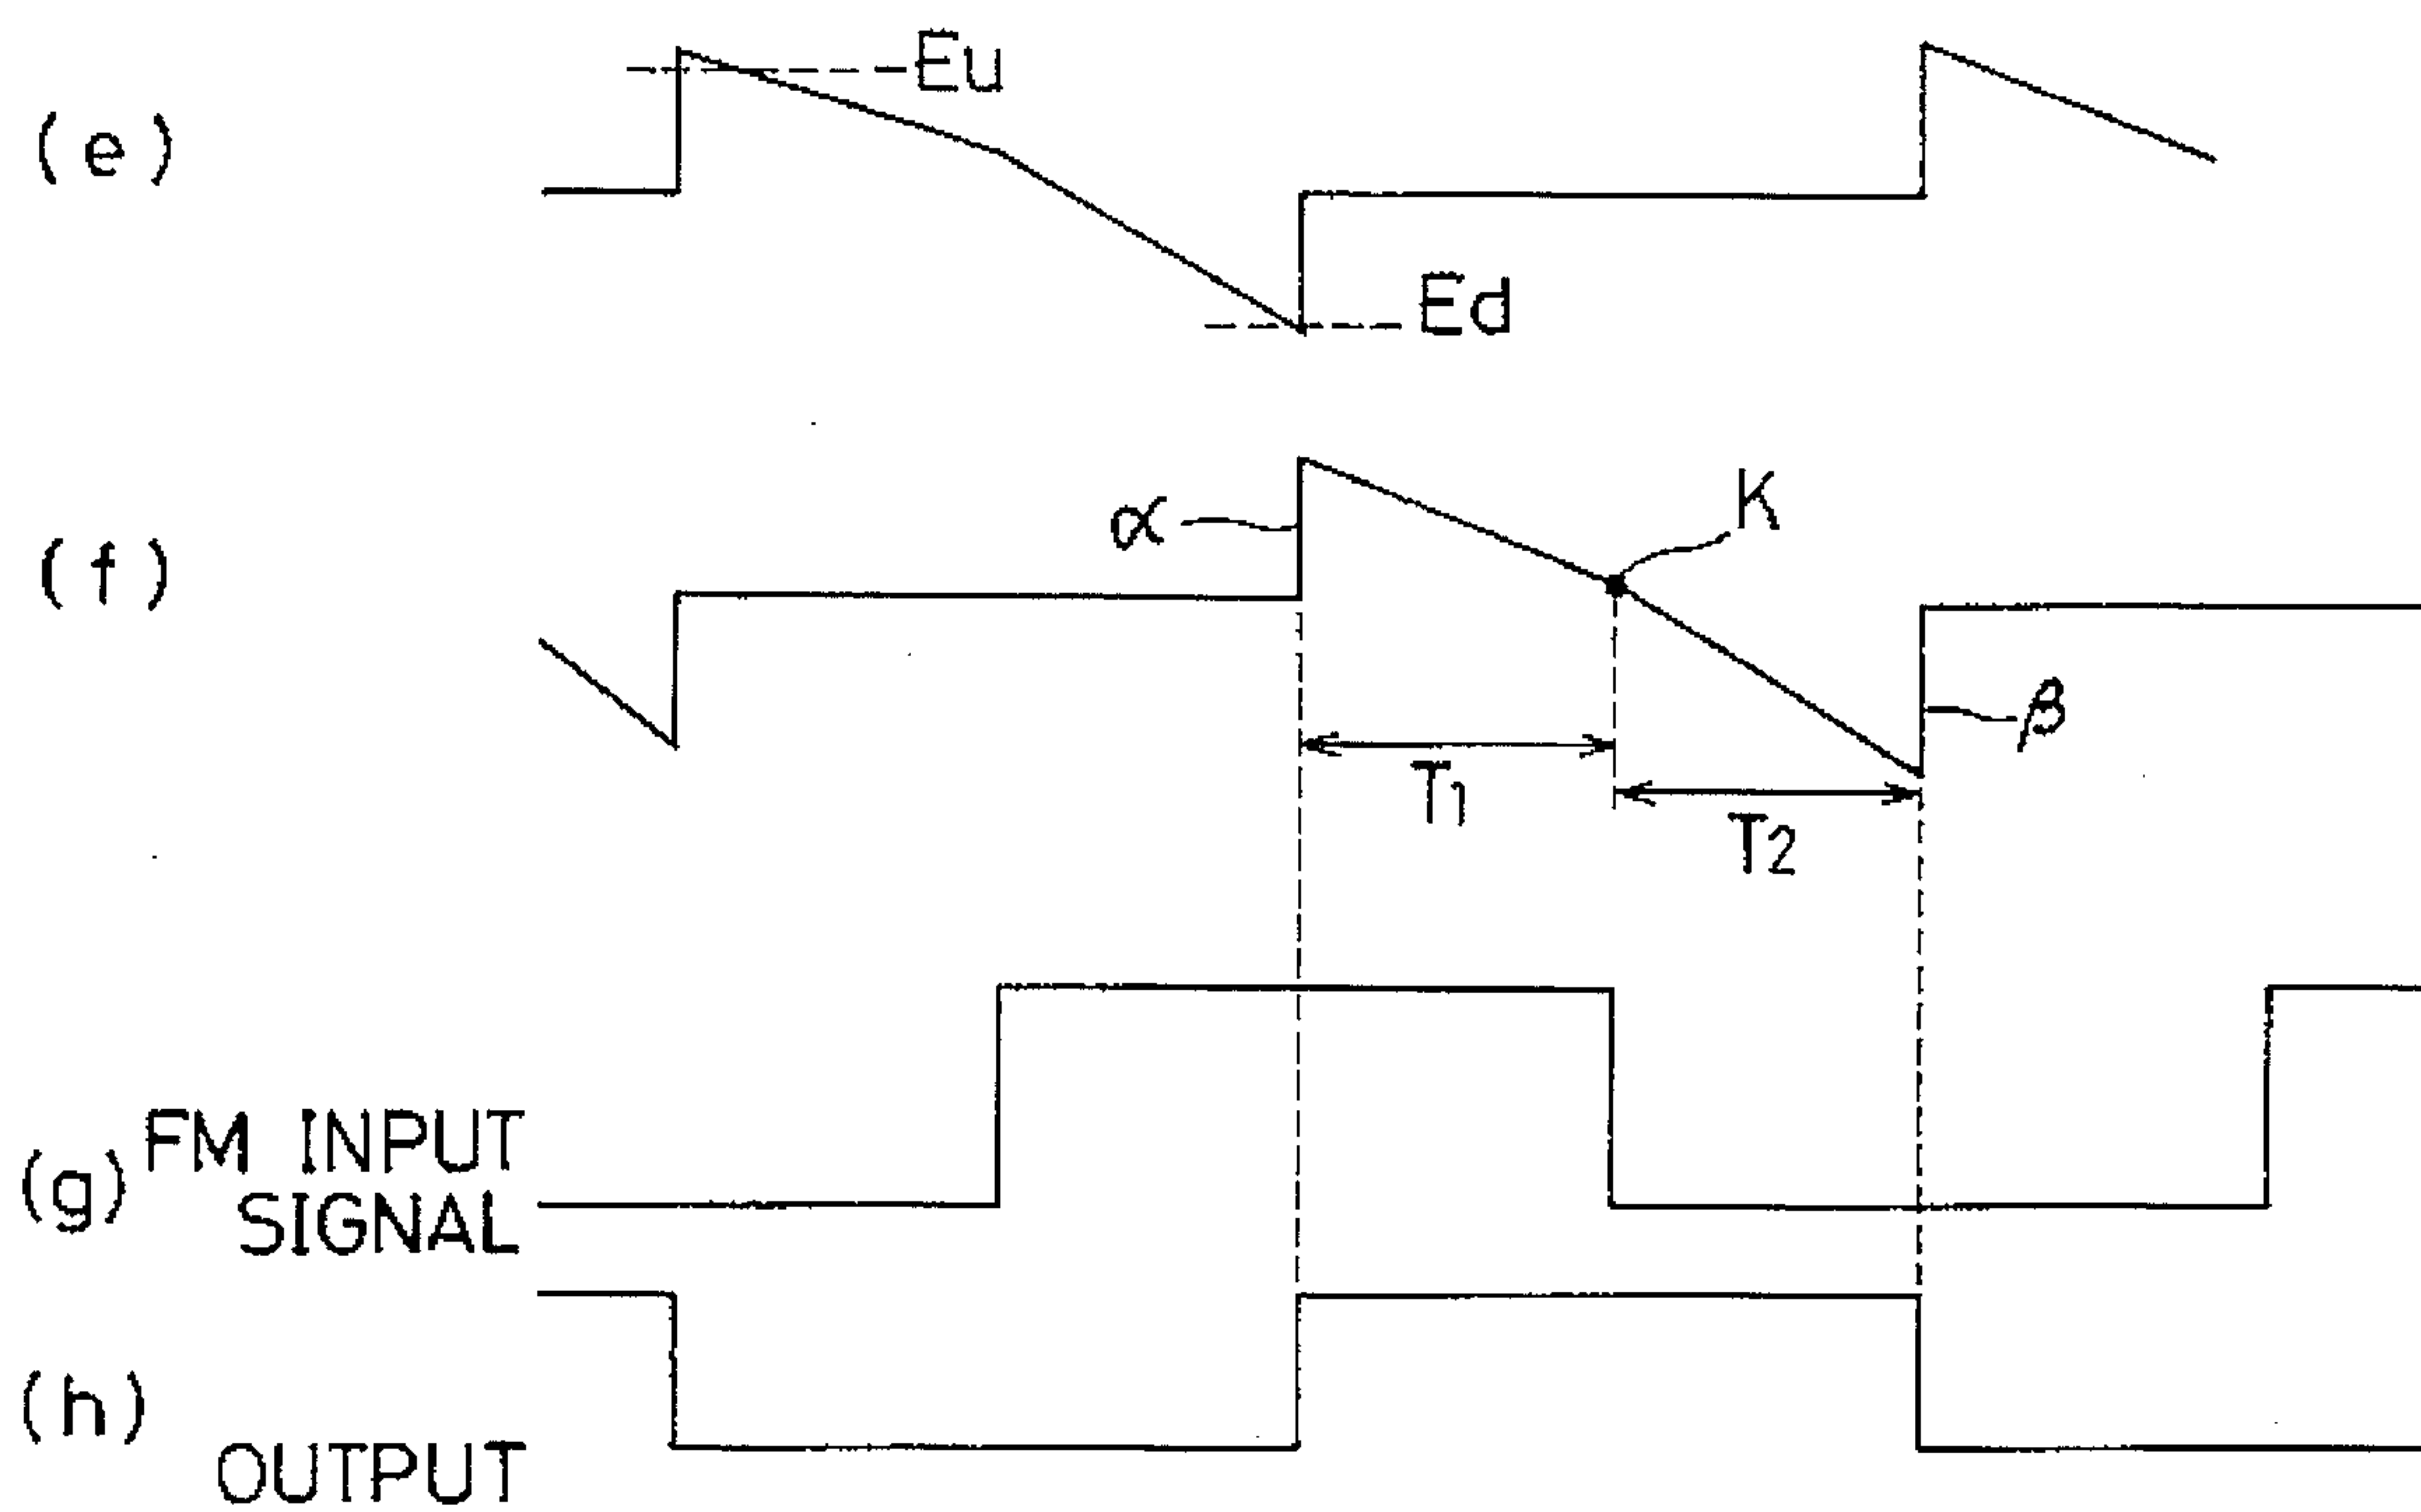 (e)
Eu
Ed
(f)
α
K
β
T1
T2
(g) FM INPUT
SIGNAL
(h)
OUTPUT